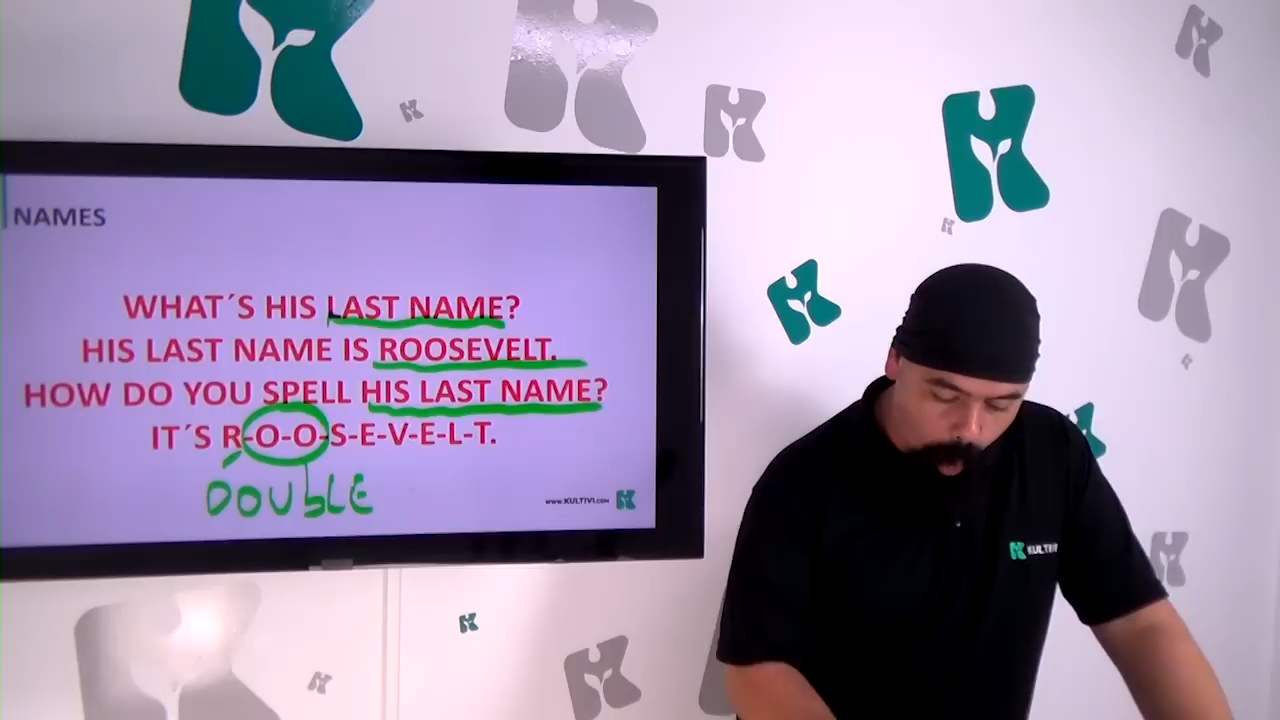 NAMES
WHAT´S HIS LAST NAME?
HIS LAST NAME IS ROOSEVELT.
HOW DO YOU SPELL HIS LAST NAME?
IT´S R-O-O-S-E-V-E-L-T.
DOUbLE
www.KULTIVI.COM
KULTIVI